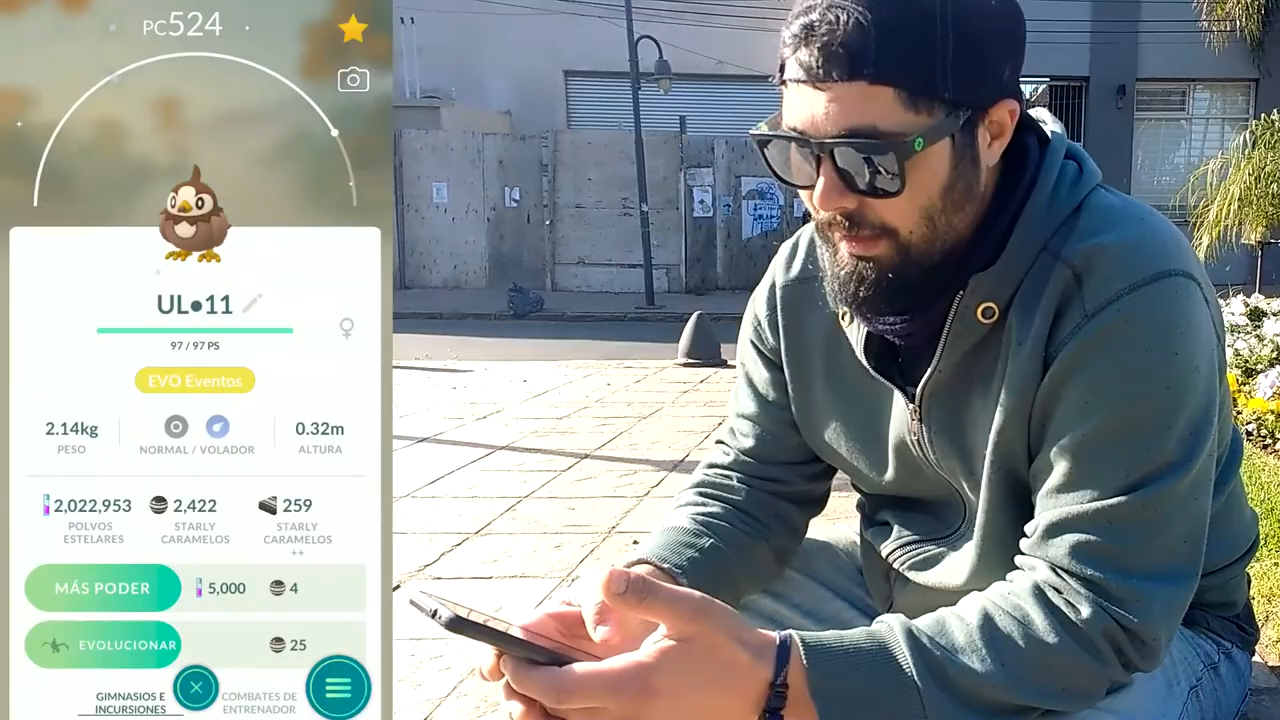 PC524
UL●11
97 / 97 PS
EVO Eventos
2.14kg
PESO
NORMAL / VOLADOR
0.32m
ALTURA
2,022,953
POLVOS
ESTELARES
2,422
STARLY
CARAMELOS
259
STARLY
CARAMELOS
++
MÁS PODER
5,000
4
EVOLUCIONAR
25
GIMNASIOS E
INCURSIONES
COMBATES DE
ENTRENADOR